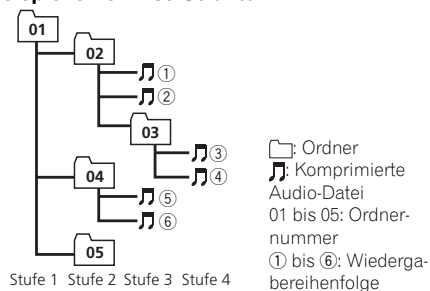 01
02
①
②
03
③
④
04
⑤
⑥
05
Stufe 1 Stufe 2 Stufe 3 Stufe 4
: Ordner
: Komprimierte
Audio-Datei
01 bis 05: Ordner-
nummer
① bis ⑥: Wiederga-
bereihenfolge